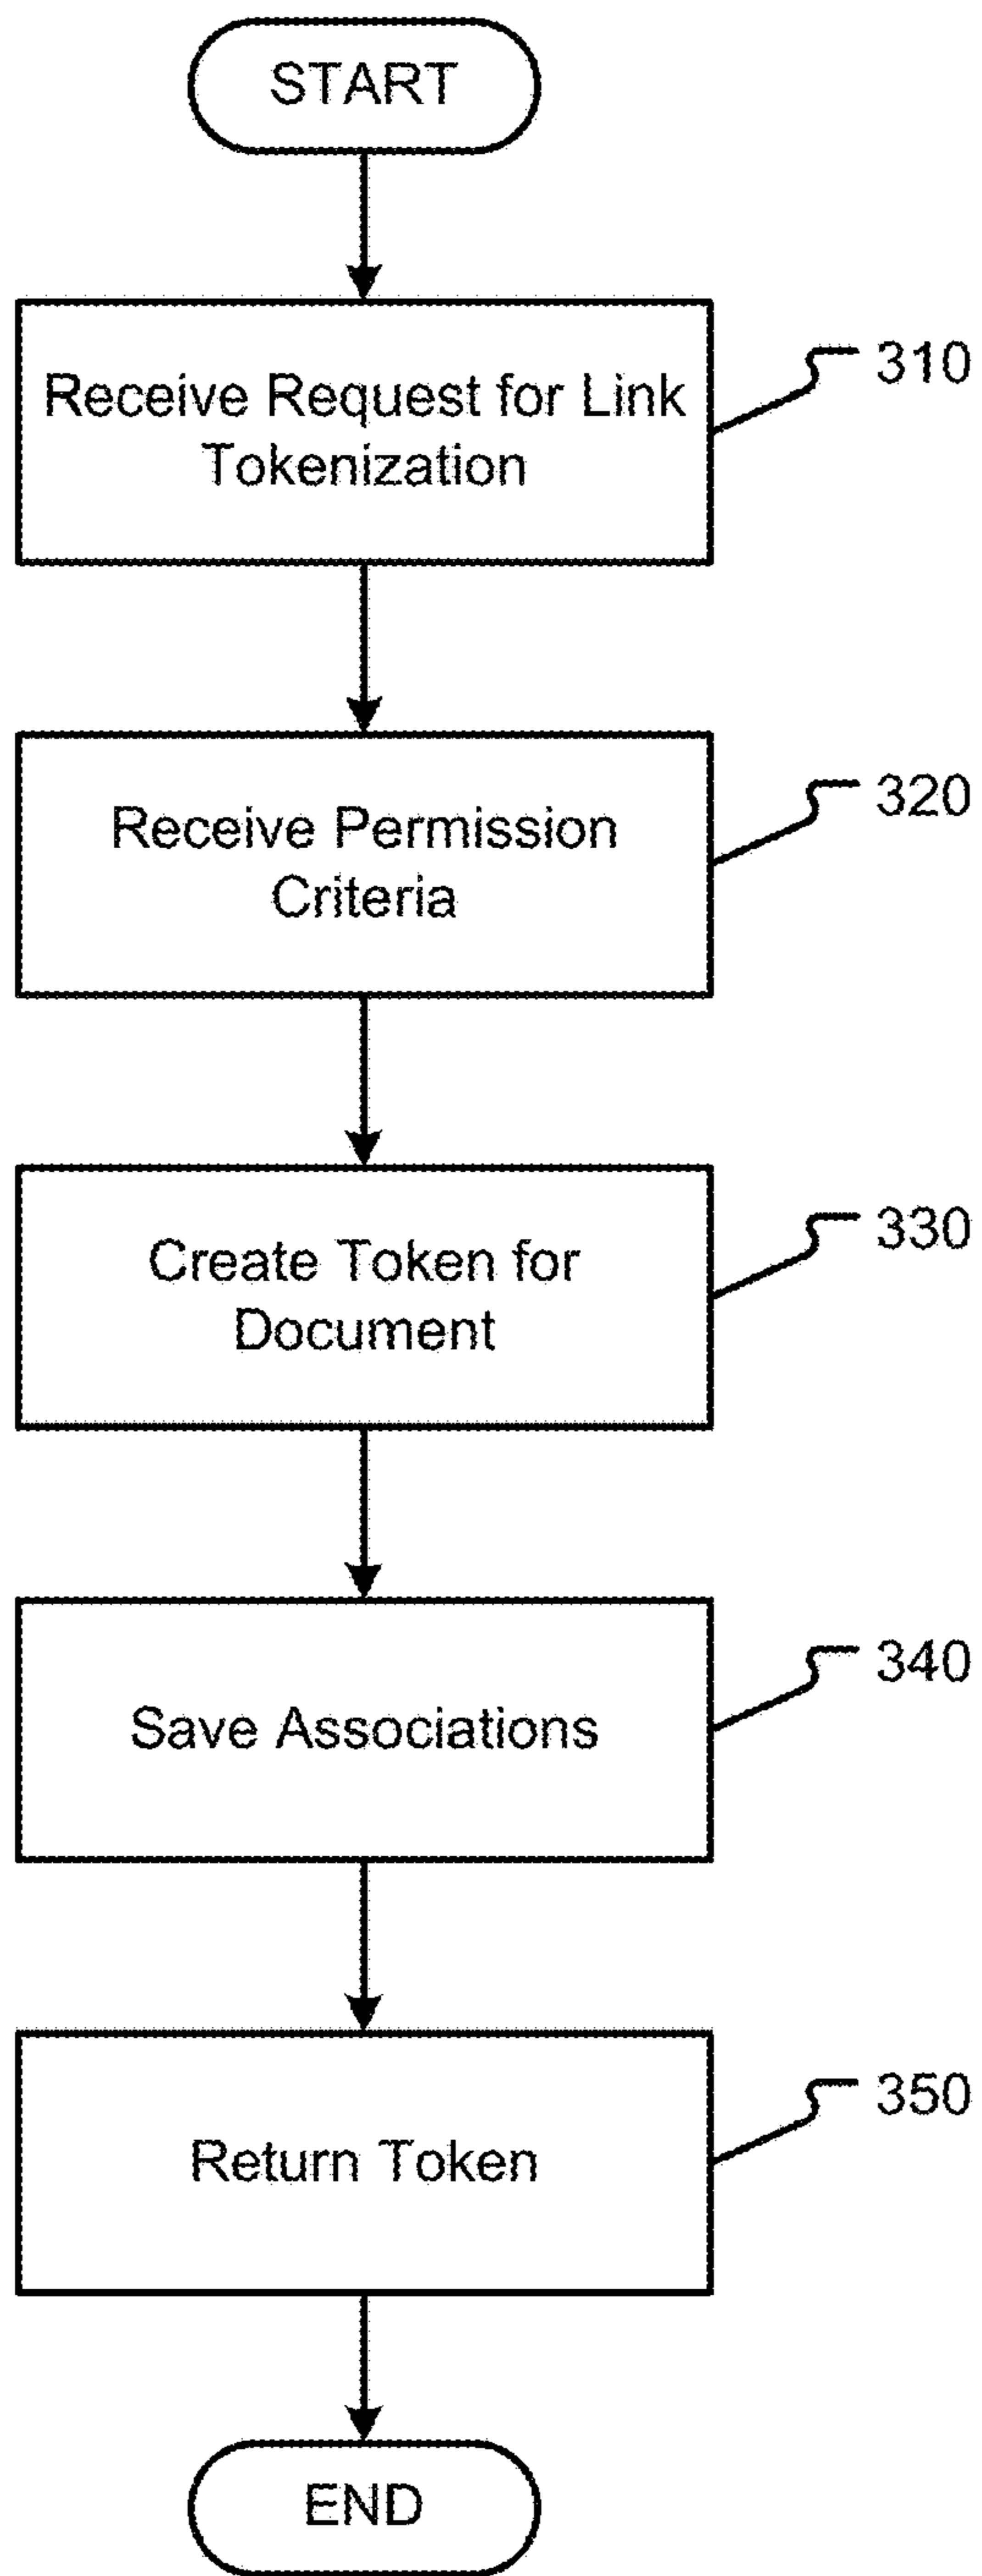 START
Receive Request for Link
Tokenization
310
Receive Permission
Criteria
320
Create Token for
Document
330
Save Associations
340
Return Token
350
END